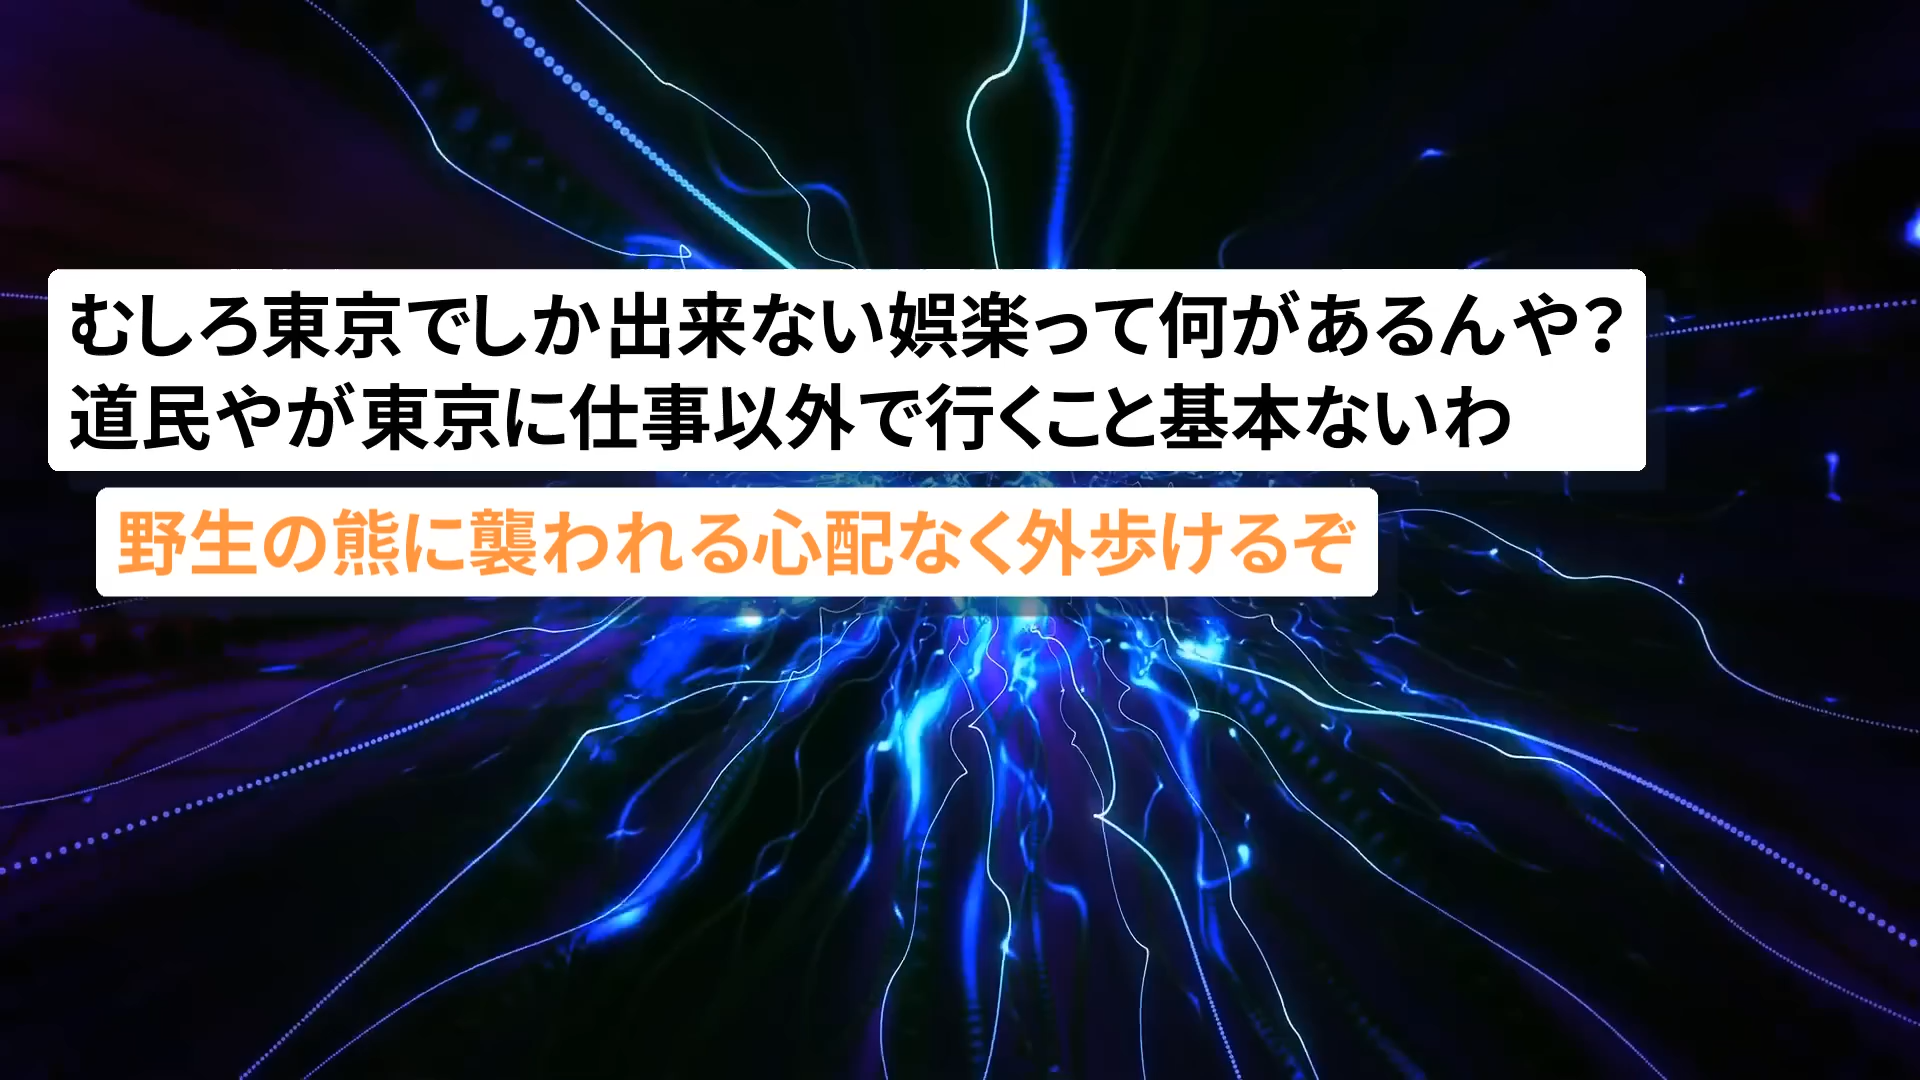 むしろ東京でしか出来ない娯楽って何があるんや？
道民やが東京に仕事以外で行くこと基本ないわ
野生の熊に襲われる心配なく外歩けるぞ